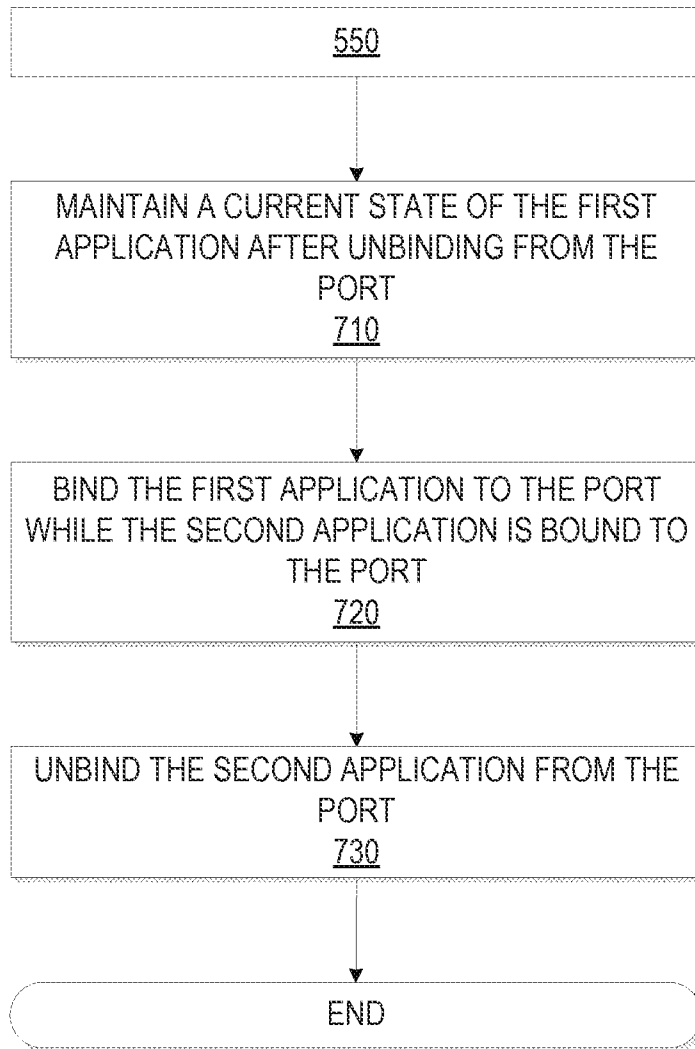 550
MAINTAIN A CURRENT STATE OF THE FIRST
APPLICATION AFTER UNBINDING FROM THE
PORT
710
BIND THE FIRST APPLICATION TO THE PORT
WHILE THE SECOND APPLICATION IS BOUND TO
THE PORT
720
UNBIND THE SECOND APPLICATION FROM THE
PORT
730
END